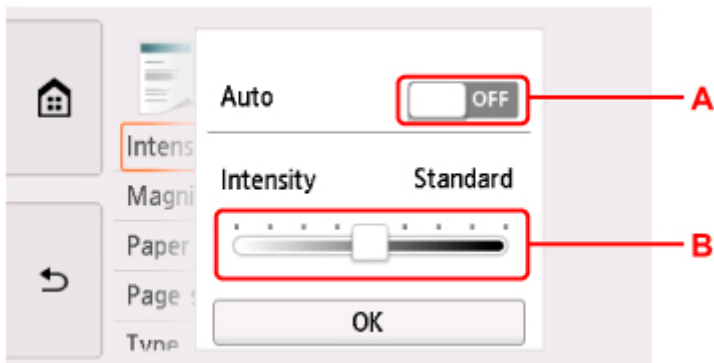 Auto OFF A
Intens
Intensity Standard
Magni
B
Paper
Page s
OK
Type